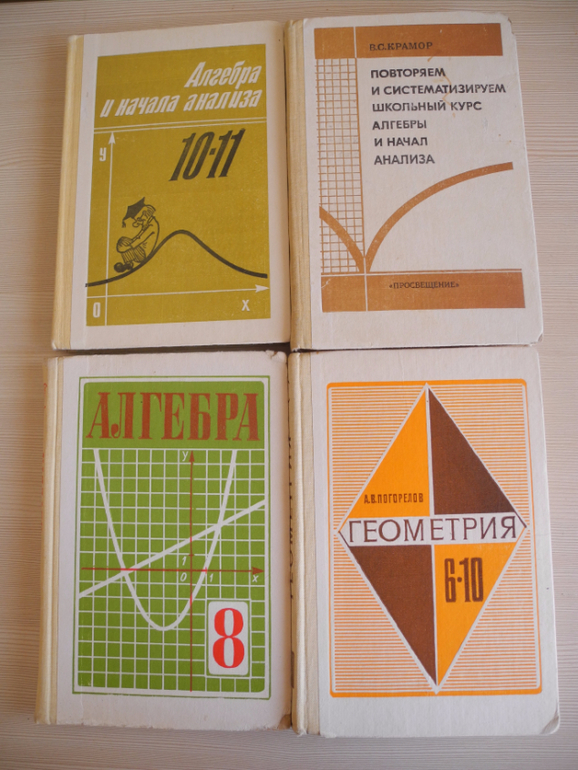 Алгебра
и начала анализа
10-11
У
0
Х
В.С.КРАМОР
ПОВТОРЯЕМ
И СИСТЕМАТИЗИРУЕМ
ШКОЛЬНЫЙ КУРС
АЛГЕБРЫ
И НАЧАЛ
АНАЛИЗА
«ПРОСВЕЩЕНИЕ»
АЛГЕБРА
y
1
0
1
x
8
А.В.ПОГОРЕЛОВ
ГЕОМЕТРИЯ
6-10